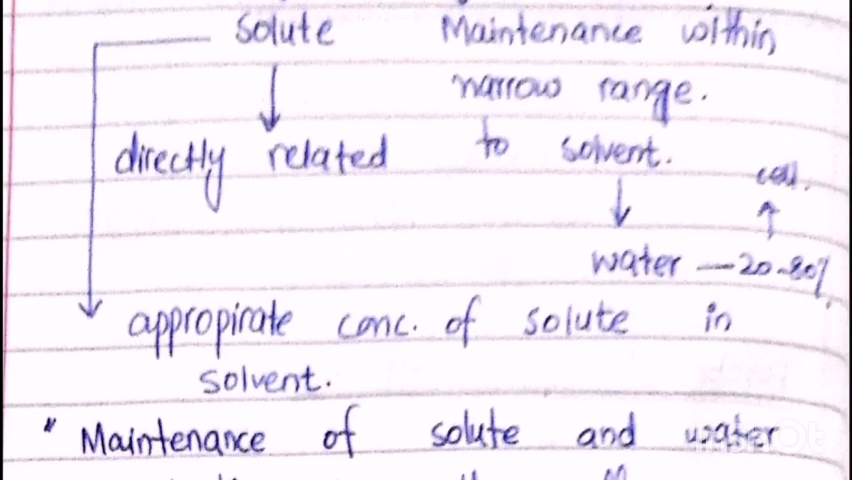 solute Maintenance within
narrow range.
directly related to solvent.
cell.
water — 20-80%
appropirate conc. of solute in
solvent.
" Maintenance of solute and water